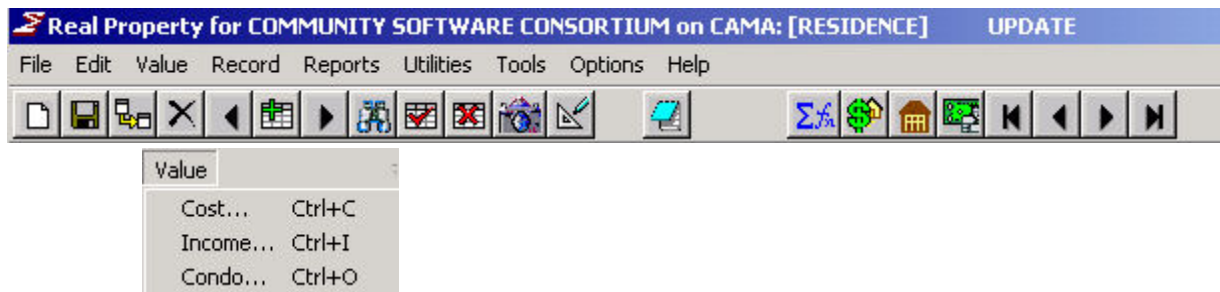 Real Property for COMMUNITY SOFTWARE CONSORTIUM on CAMA: [RESIDENCE] UPDATE
File Edit Value Record Reports Utilities Tools Options Help
Σfn
Value
Cost... Ctrl+C
Income... Ctrl+I
Condo... Ctrl+O